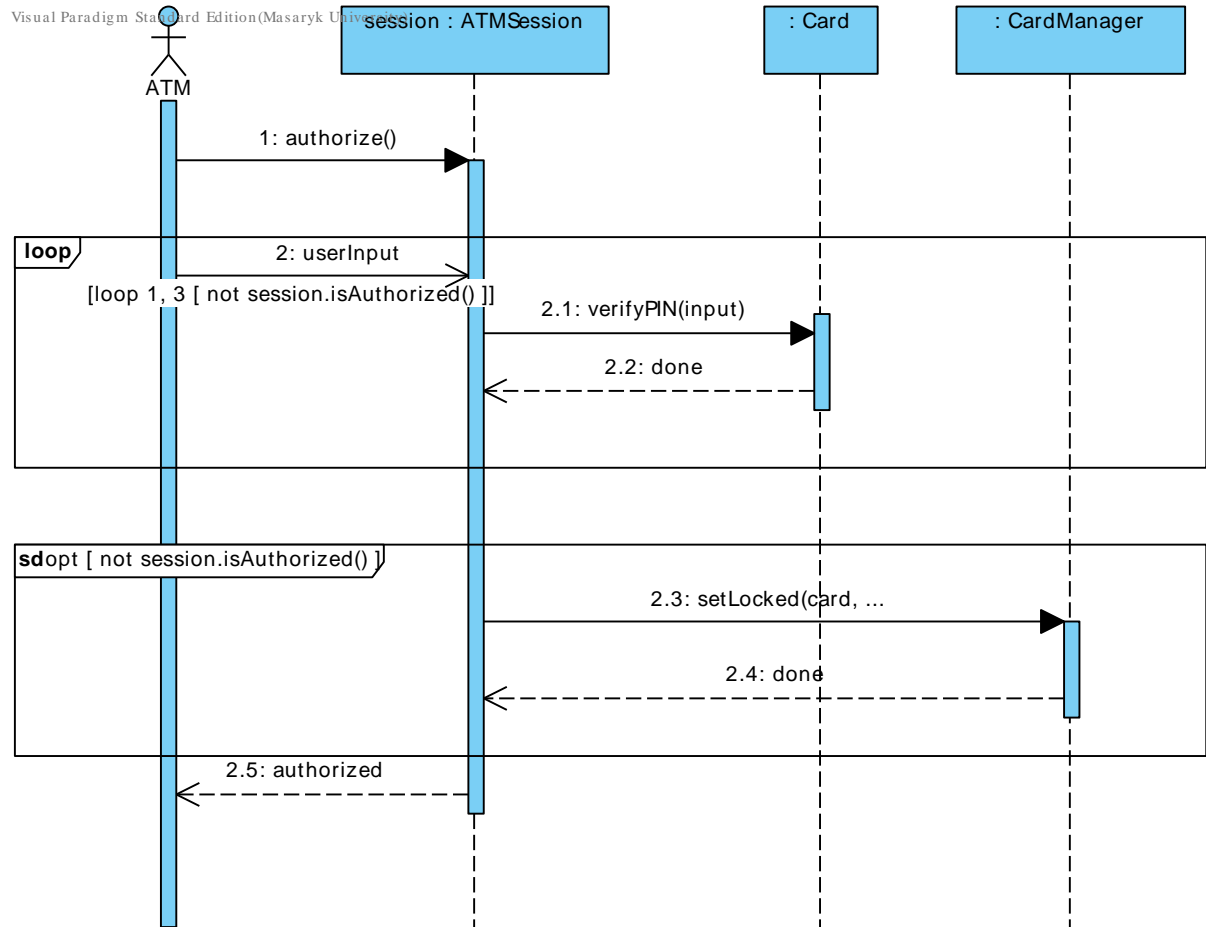 Visual Paradigm Standard Edition(Masaryk University)
session : ATMSession
: Card
: CardManager
ATM
1: authorize()
loop
2: userInput
[loop 1, 3 [ not session.isAuthorized() ]]
2.1: verifyPIN(input)
2.2: done
sd opt [ not session.isAuthorized() ]
2.3: setLocked(card, ...
2.4: done
2.5: authorized